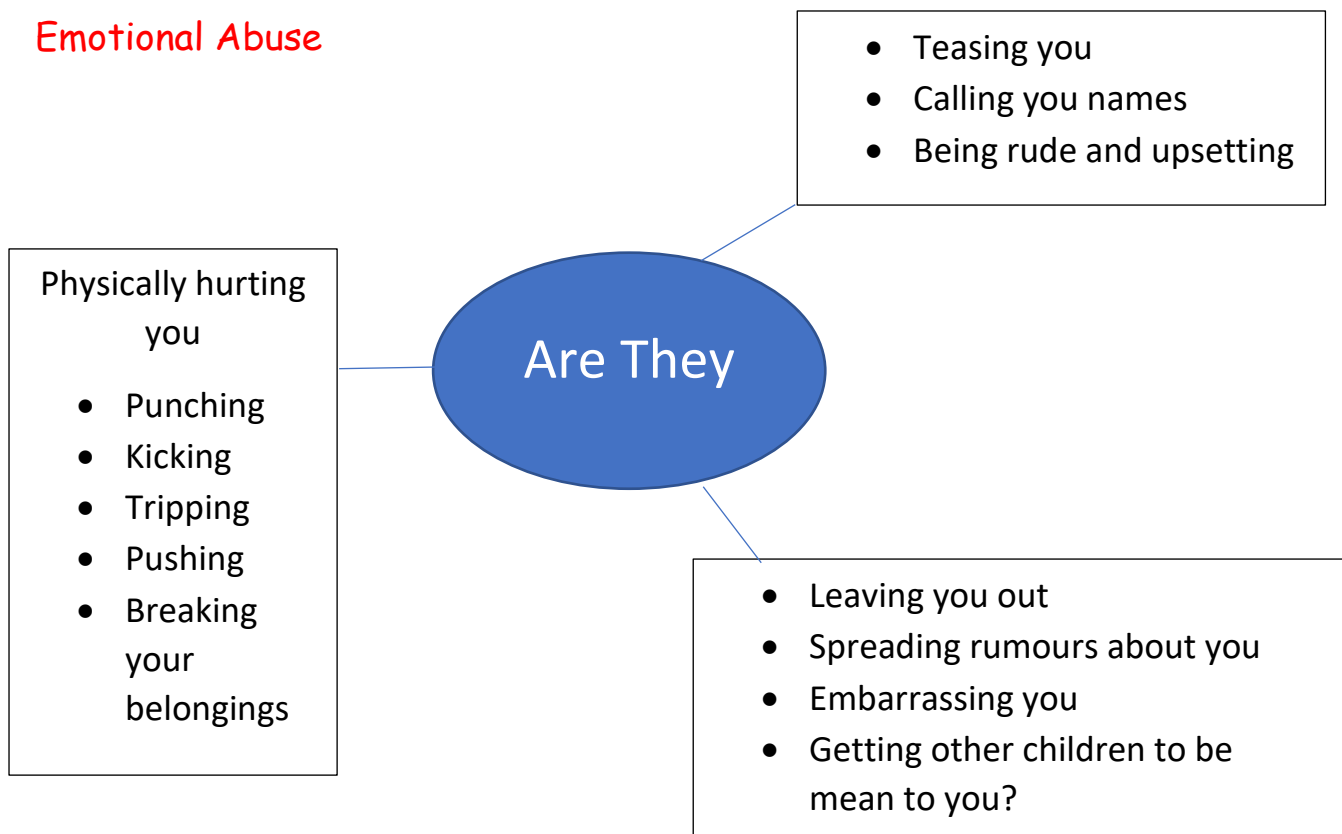 Emotional Abuse
• Teasing you
• Calling you names
• Being rude and upsetting
Physically hurting
you
• Punching
• Kicking
• Tripping
• Pushing
• Breaking
your
belongings
Are They
• Leaving you out
• Spreading rumours about you
• Embarrassing you
• Getting other children to be
mean to you?